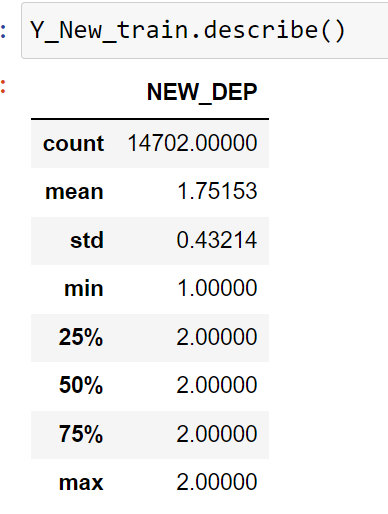 : Y_New_train.describe()
:
NEW_DEP
count 14702.00000
mean 1.75153
std 0.43214
min 1.00000
25% 2.00000
50% 2.00000
75% 2.00000
max 2.00000